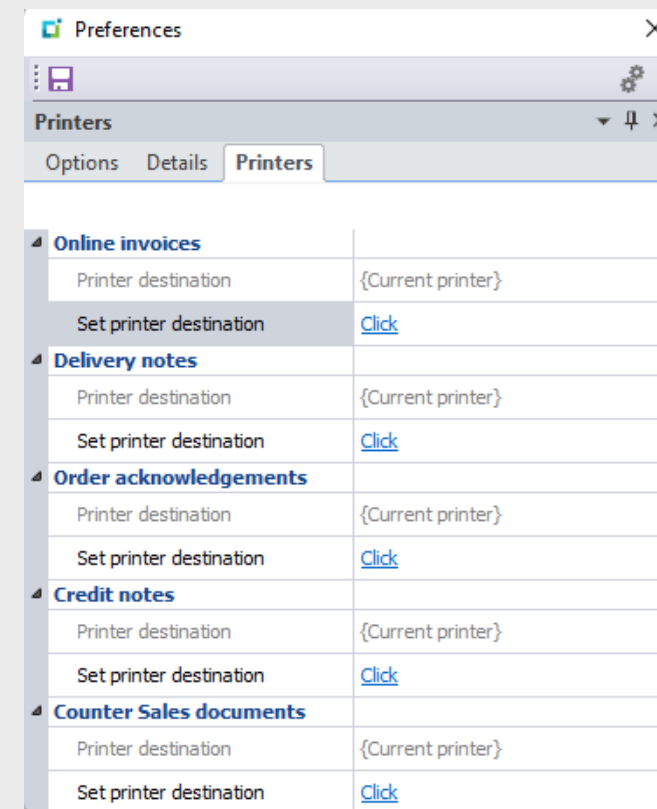 Preferences
Printers
Options Details Printers
Online invoices
Printer destination {Current printer}
Set printer destination Click
Delivery notes
Printer destination {Current printer}
Set printer destination Click
Order acknowledgements
Printer destination {Current printer}
Set printer destination Click
Credit notes
Printer destination {Current printer}
Set printer destination Click
Counter Sales documents
Printer destination {Current printer}
Set printer destination Click